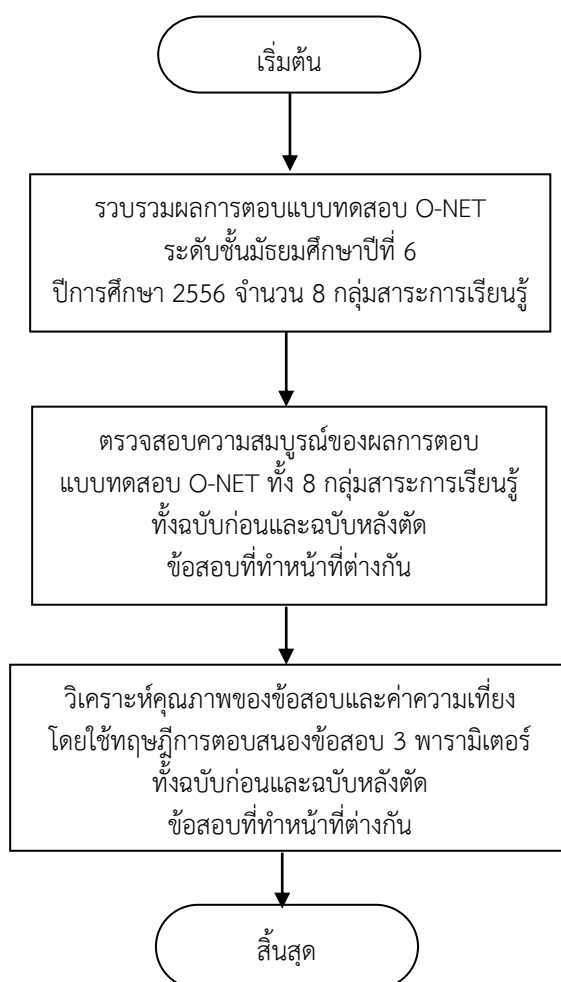 เริ่มต้น
รวบรวมผลการตอบแบบทดสอบ O-NET
ระดับชั้นมัธยมศึกษาปีที่ 6
ปีการศึกษา 2556 จำนวน 8 กลุ่มสาระการเรียนรู้
ตรวจสอบความสมบูรณ์ของผลการตอบ
แบบทดสอบ O-NET ทั้ง 8 กลุ่มสาระการเรียนรู้
ทั้งฉบับก่อนและฉบับหลังตัด
ข้อสอบที่ทำหน้าที่ต่างกัน
วิเคราะห์คุณภาพของข้อสอบและค่าความเที่ยง
โดยใช้ทฤษฎีการตอบสนองข้อสอบ 3 พารามิเตอร์
ทั้งฉบับก่อนและฉบับหลังตัด
ข้อสอบที่ทำหน้าที่ต่างกัน
สิ้นสุด